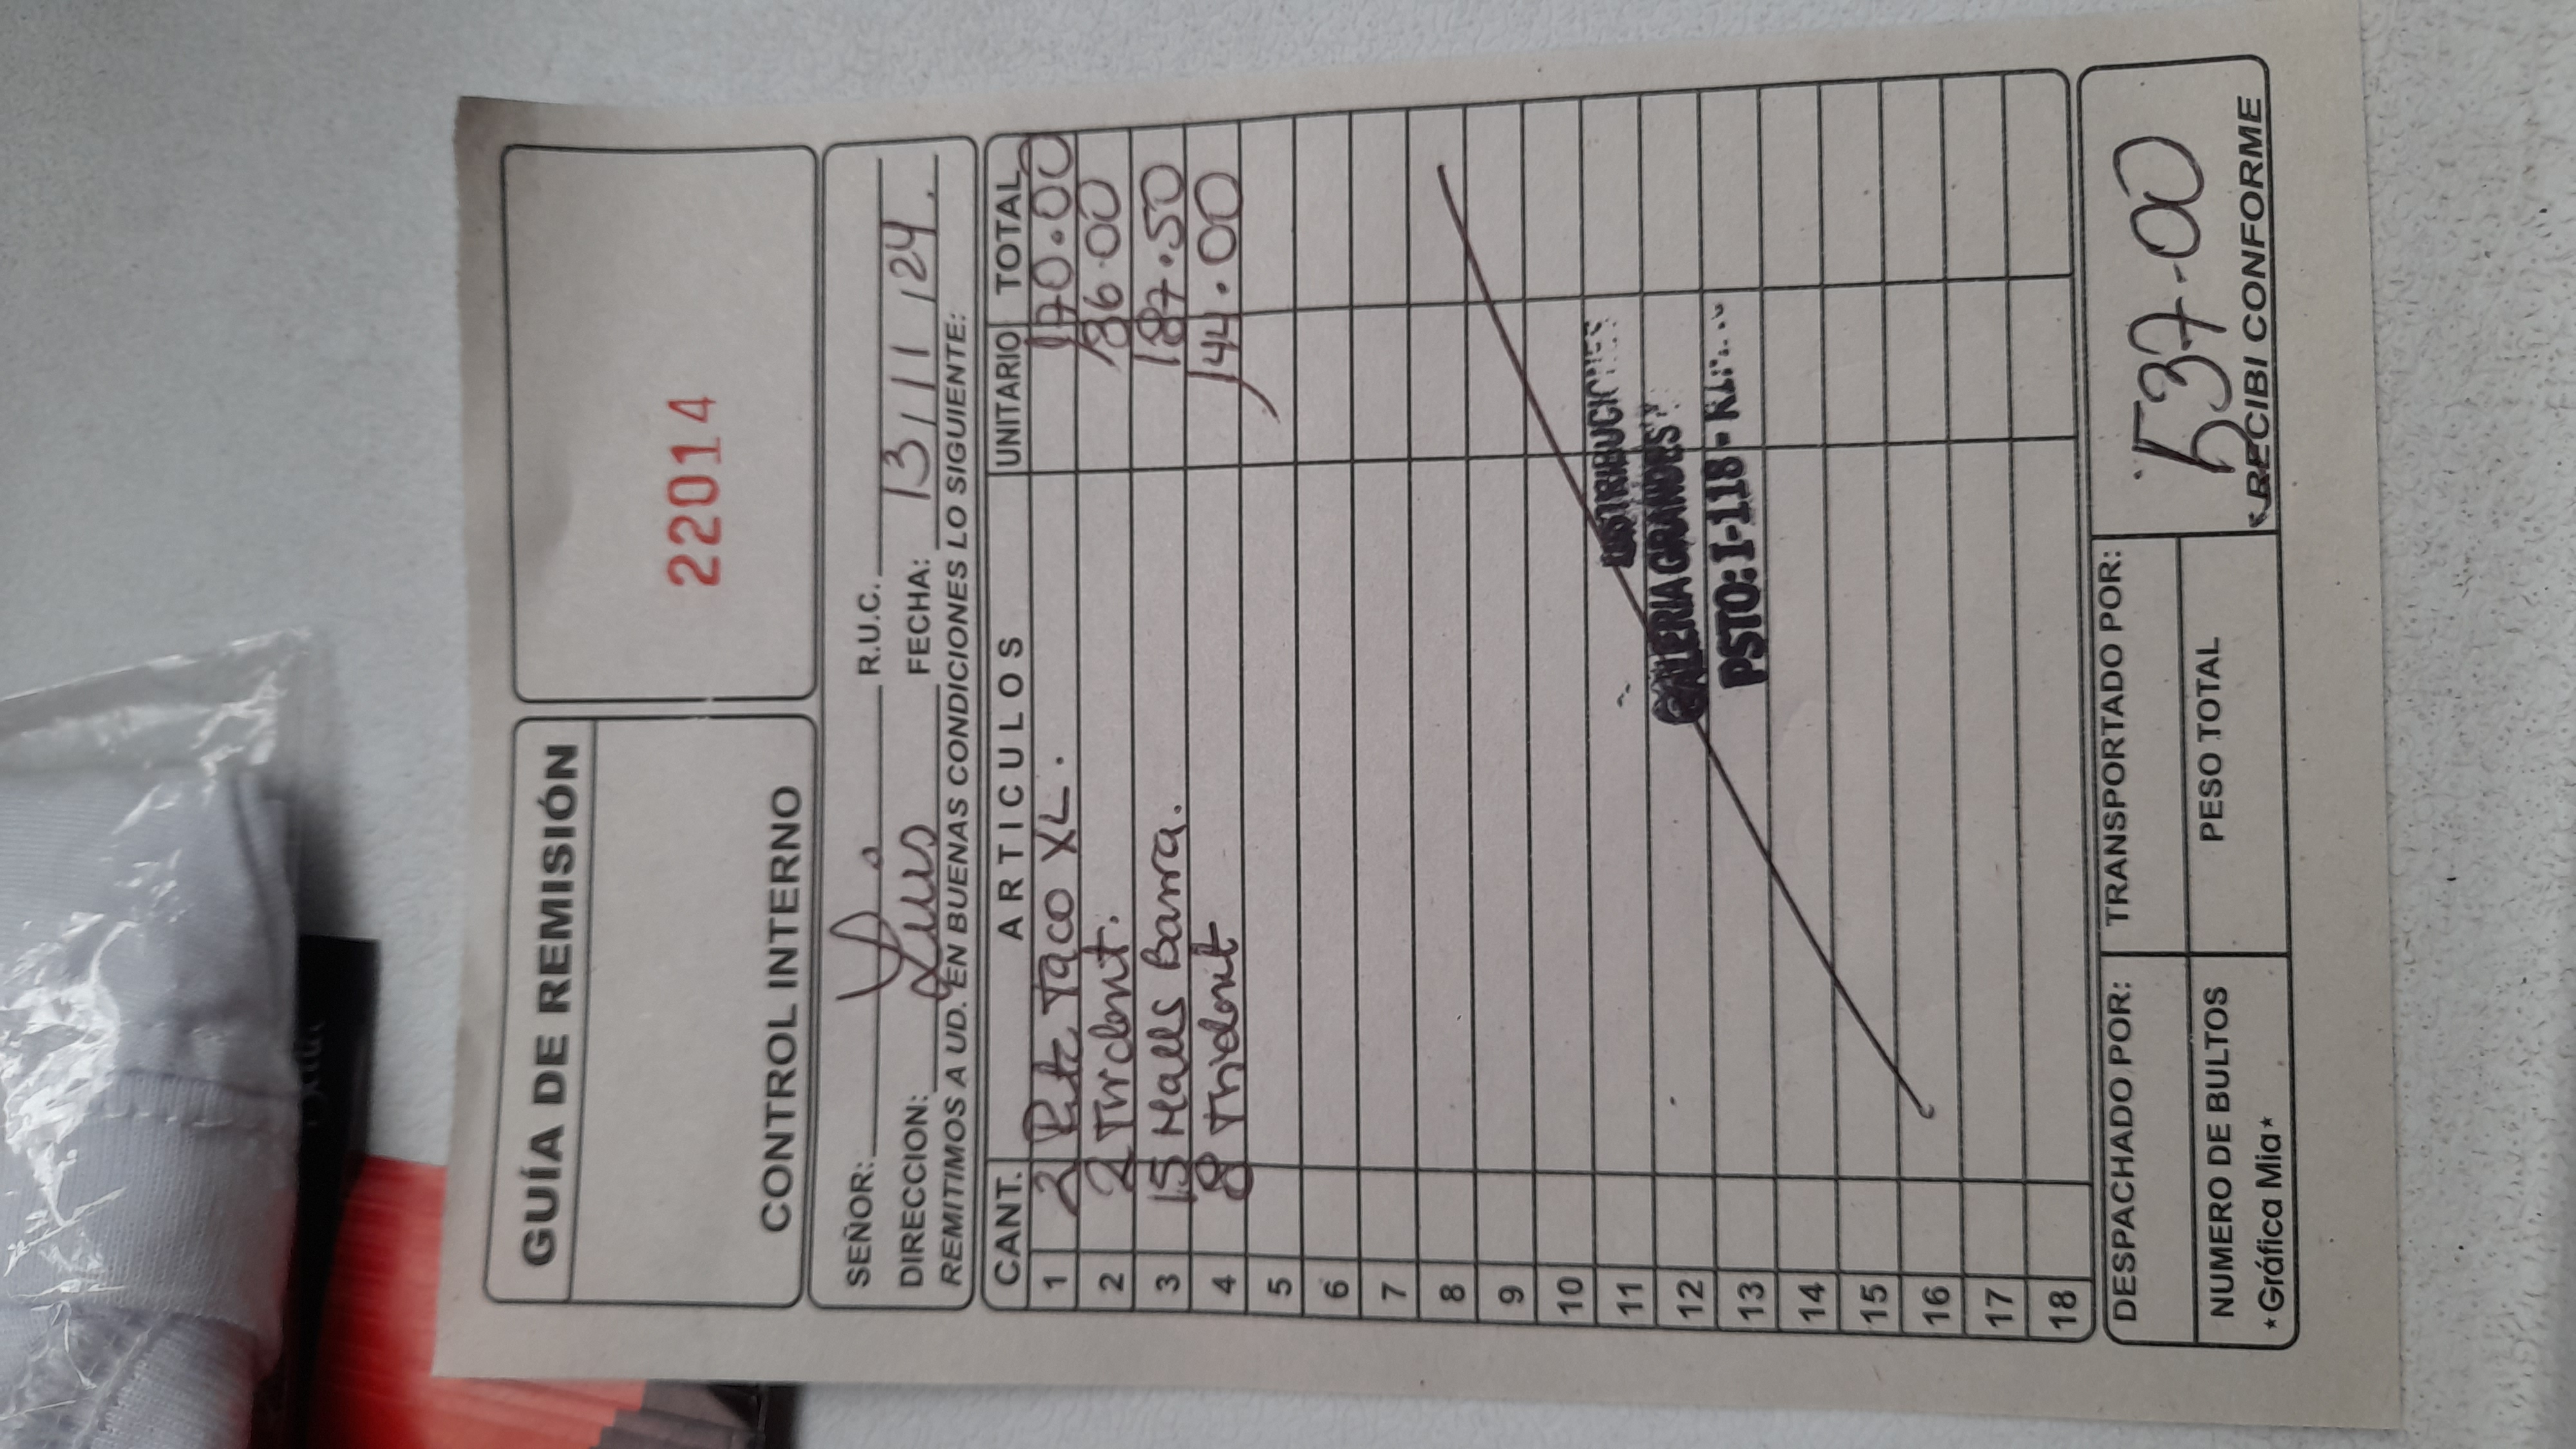 GUÍA DE REMISIÓN
CONTROL INTERNO
22014
SEÑOR: R.U.C.
DIRECCION: Luis FECHA: 13/11/24.
REMITIMOS A UD. EN BUENAS CONDICIONES LO SIGUIENTE:
CANT. ARTICULOS UNITARIO TOTAL
1 2 Ritz Taco XL. 170.00
2 2 Trident. 36.00
3 15 Halls Barra. 187.50
4 8 Trident 144.00
5
6
7
8
9
10
11 DISTRIBUCIONES
12 GALERIA GRANDES
13 PSTO: I-118 -
14
15
16
17
18
DESPACHADO POR: TRANSPORTADO POR: 537-00
NUMERO DE BULTOS PESO TOTAL
*Gráfica Mia* RECIBI CONFORME